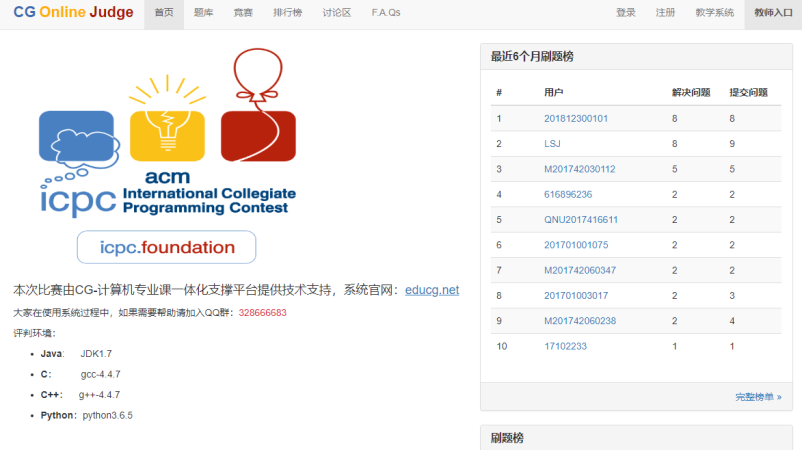 CG Online Judge 首页 题库 竞赛 排行榜 讨论区 F.A.Qs 登录 注册 教学系统 教师入口
acm
icpc International Collegiate
Programming Contest
icpc.foundation
本次比赛由CG-计算机专业课一体化支撑平台提供技术支持，系统官网：educg.net
大家在使用系统过程中，如果需要帮助请加入QQ群：328666683
评判环境：
Java: JDK1.7
C: gcc-4.4.7
C++: g++-4.4.7
Python: python3.6.5
最近6个月刷题榜
# 用户 解决问题 提交问题
1 201812300101 8 8
2 LSJ 8 9
3 M201742030112 5 5
4 616896236 2 2
5 QNU2017416611 2 2
6 201701001075 2 2
7 M201742060347 2 2
8 201701003017 2 3
9 M201742060238 2 4
10 17102233 1 1
完整榜单 »
刷题榜